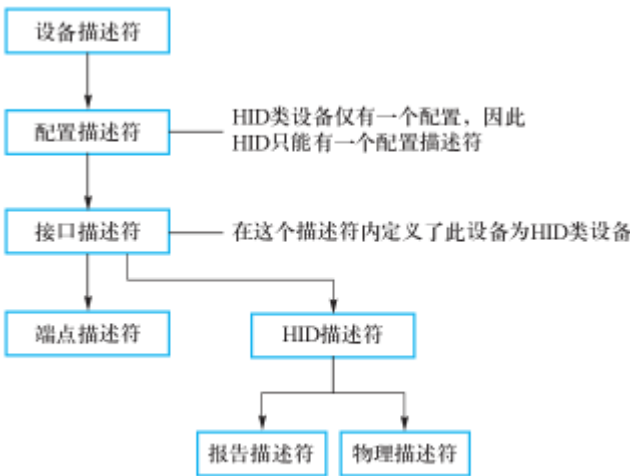 设备描述符
配置描述符
HID类设备仅有一个配置，因此
HID只能有一个配置描述符
接口描述符
在这个描述符内定义了此设备为HID类设备
端点描述符
HID描述符
报告描述符
物理描述符